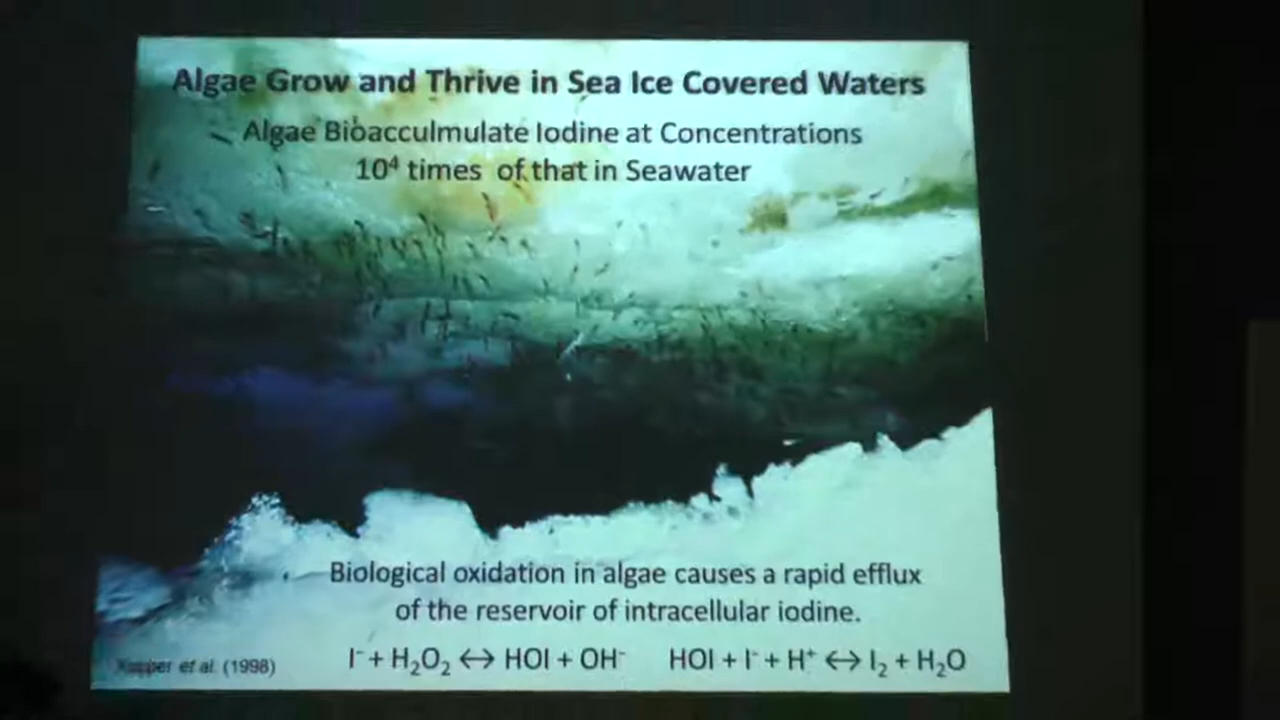 Algae Grow and Thrive in Sea Ice Covered Waters
Algae Bioacculmulate Iodine at Concentrations
10⁴ times of that in Seawater
Biological oxidation in algae causes a rapid efflux
of the reservoir of intracellular iodine.
I⁻ + H₂O₂ ↔ HOI + OH⁻ HOI + I⁻ + H⁺ ↔ I₂ + H₂O
et al. (1998)